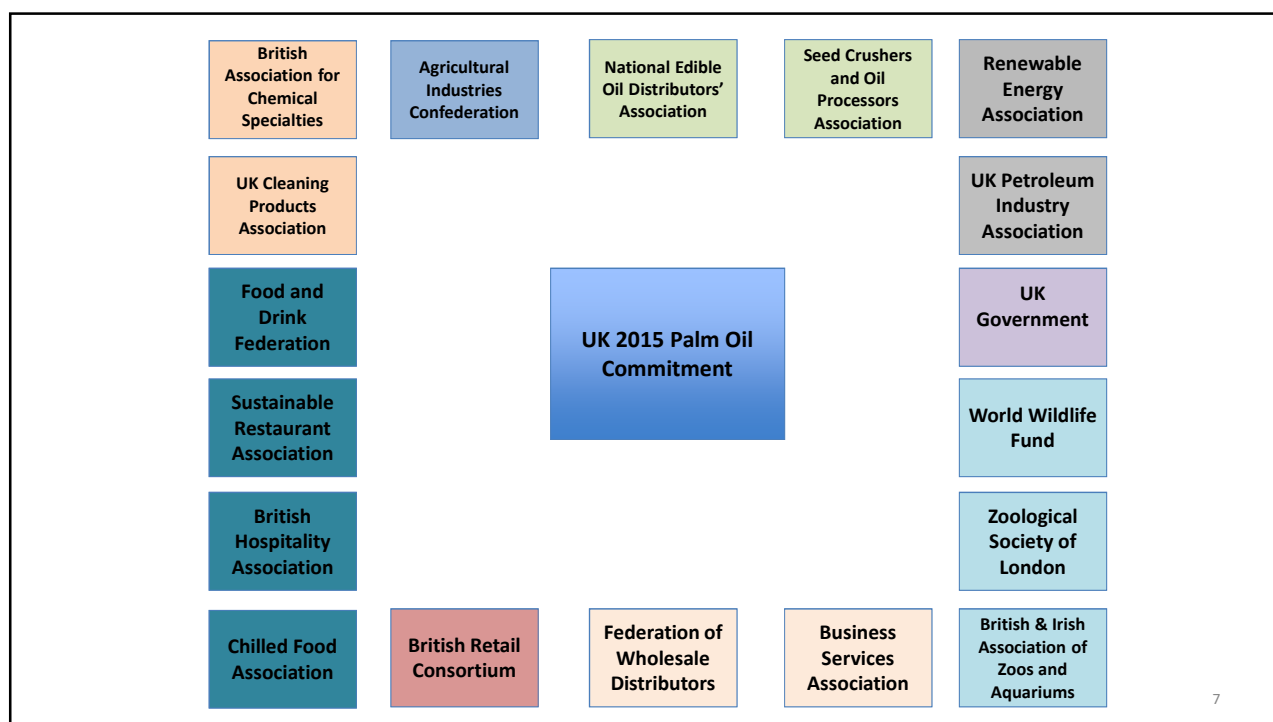 British
Association for
Chemical
Specialties
Agricultural
Industries
Confederation
National Edible
Oil Distributors’
Association
Seed Crushers
and Oil
Processors
Association
Renewable
Energy
Association
UK Cleaning
Products
Association
UK Petroleum
Industry
Association
Food and
Drink
Federation
UK 2015 Palm Oil
Commitment
UK
Government
Sustainable
Restaurant
Association
World Wildlife
Fund
British
Hospitality
Association
Zoological
Society of
London
Chilled Food
Association
British Retail
Consortium
Federation of
Wholesale
Distributors
Business
Services
Association
British & Irish
Association of
Zoos and
Aquariums
7